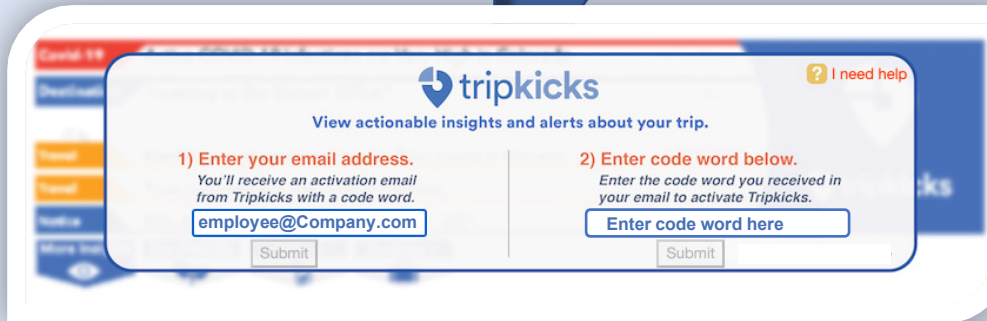 Covid-19
? I need help
tripkicks
View actionable insights and alerts about your trip.
1) Enter your email address.
You'll receive an activation email
from Tripkicks with a code word.
employee@Company.com
Submit
2) Enter code word below.
Enter the code word you received in
your email to activate Tripkicks.
Enter code word here
Submit
Travel
Travel
Notice